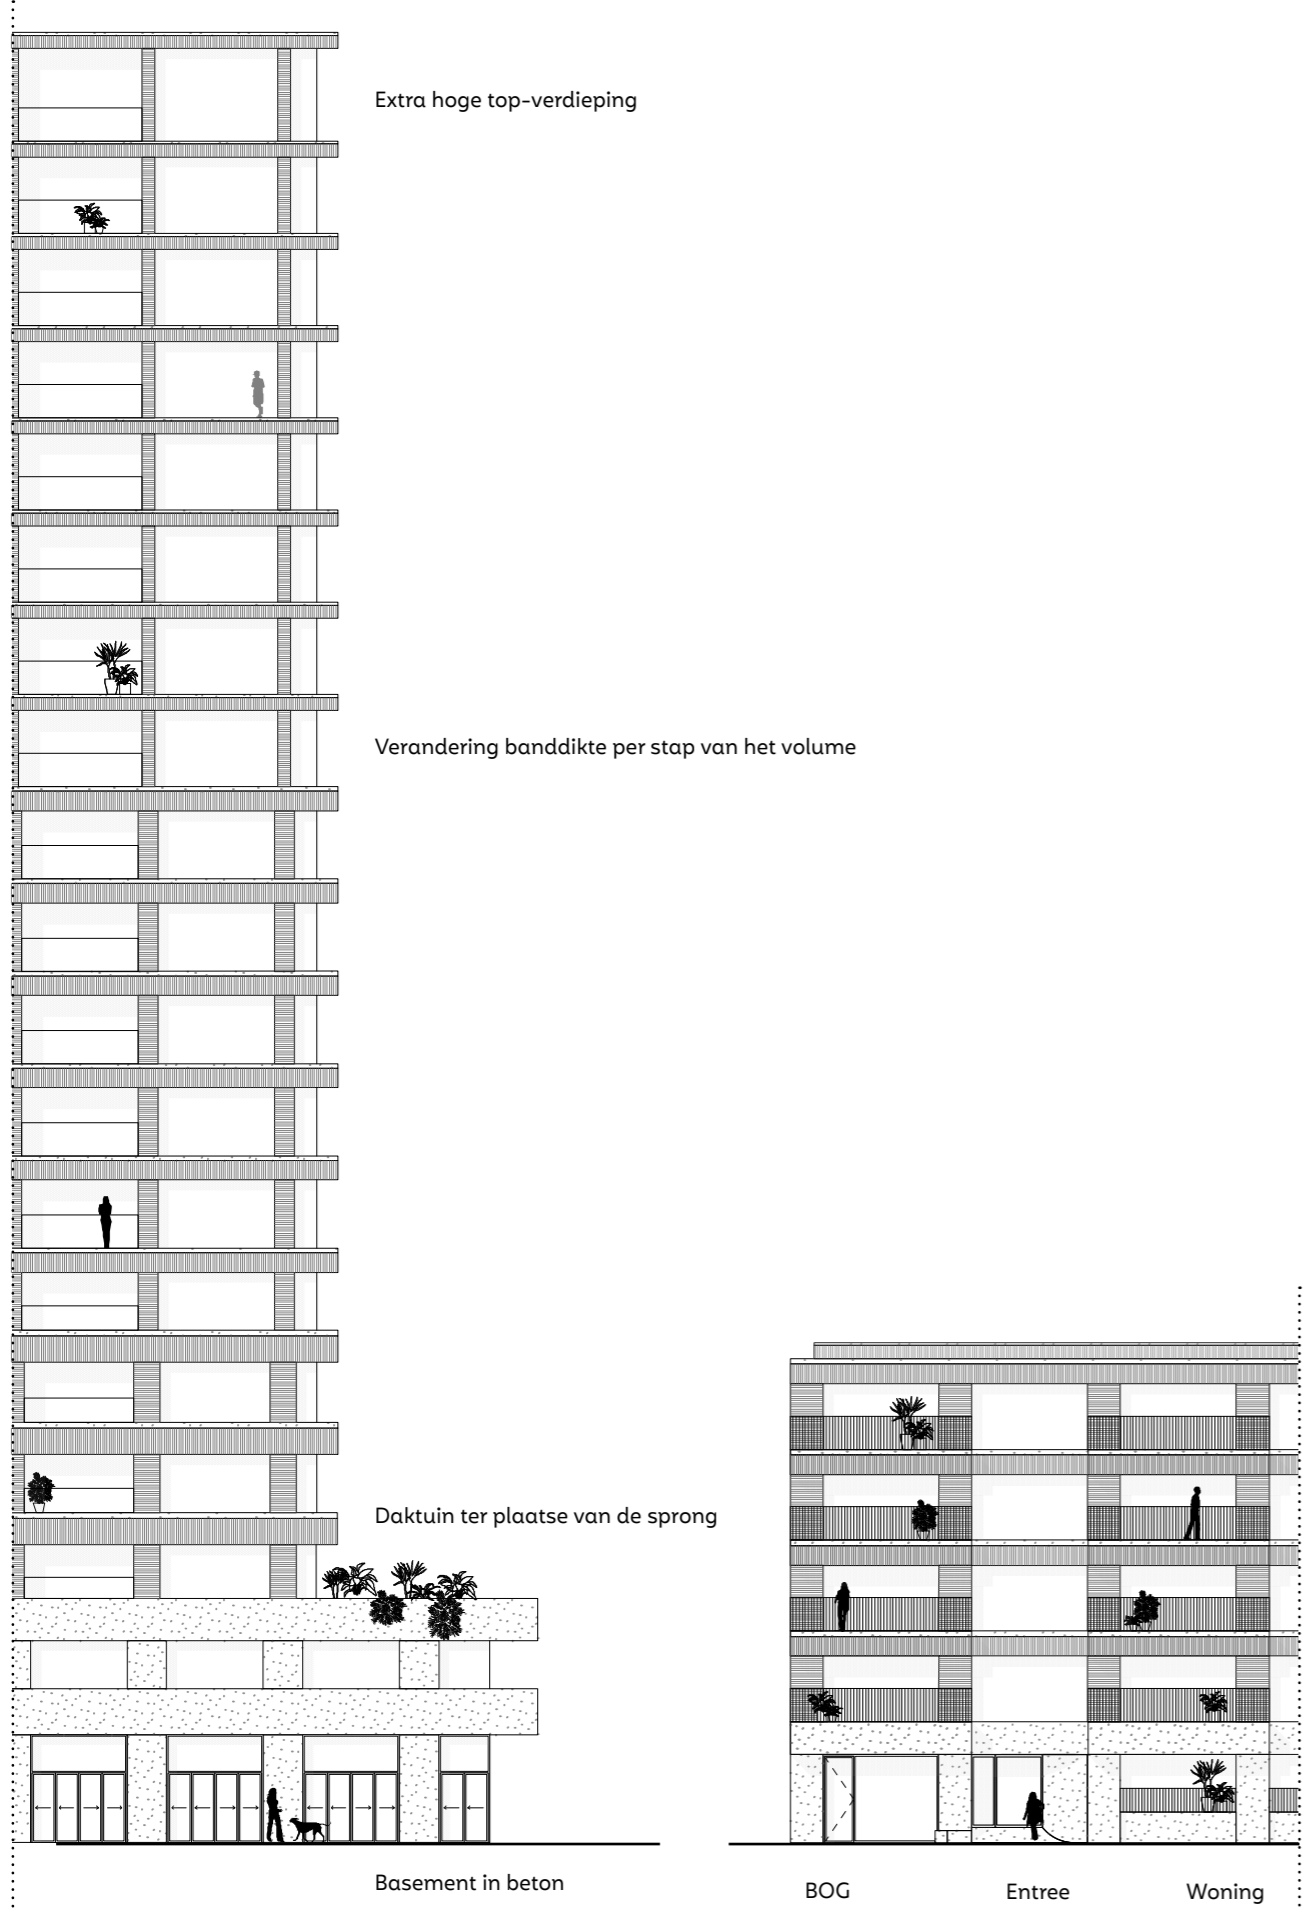 Extra hoge top-verdieping
Verandering banddikte per stap van het volume
Daktuin ter plaatse van de sprong
Basement in beton
BOG
Entree
Woning